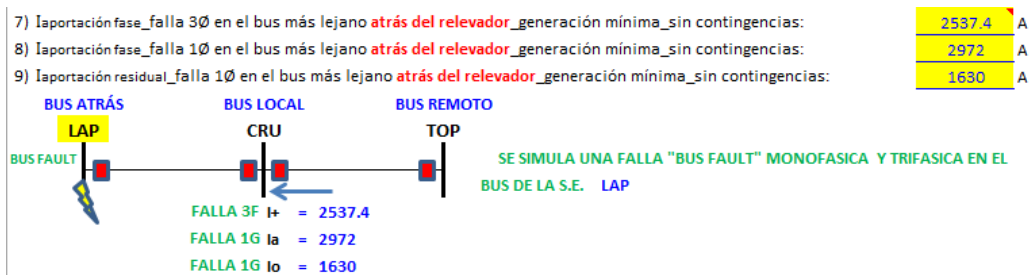 7) Iaportación fase_falla 3Ø en el bus más lejano atrás del relevador_generación mínima_sin contingencias: 2537.4 A
8) Iaportación fase_falla 1Ø en el bus más lejano atrás del relevador_generación mínima_sin contingencias: 2972 A
9) Iaportación residual_falla 1Ø en el bus más lejano atrás del relevador_generación mínima_sin contingencias: 1630 A
BUS ATRÁS BUS LOCAL BUS REMOTO
LAP CRU TOP
BUS FAULT
SE SIMULA UNA FALLA "BUS FAULT" MONOFASICA Y TRIFASICA EN EL
BUS DE LA S.E. LAP
FALLA 3F I+ = 2537.4
FALLA 1G Ia = 2972
FALLA 1G Io = 1630